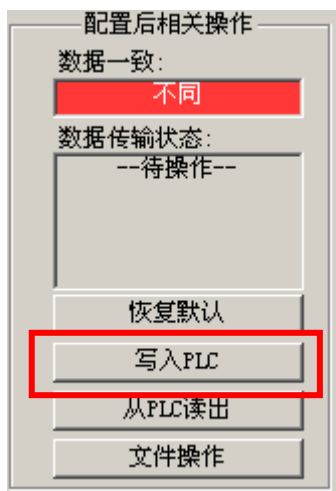 配置后相关操作
数据一致:
不同
数据传输状态:
--待操作--
恢复默认
写入PLC
从PLC读出
文件操作